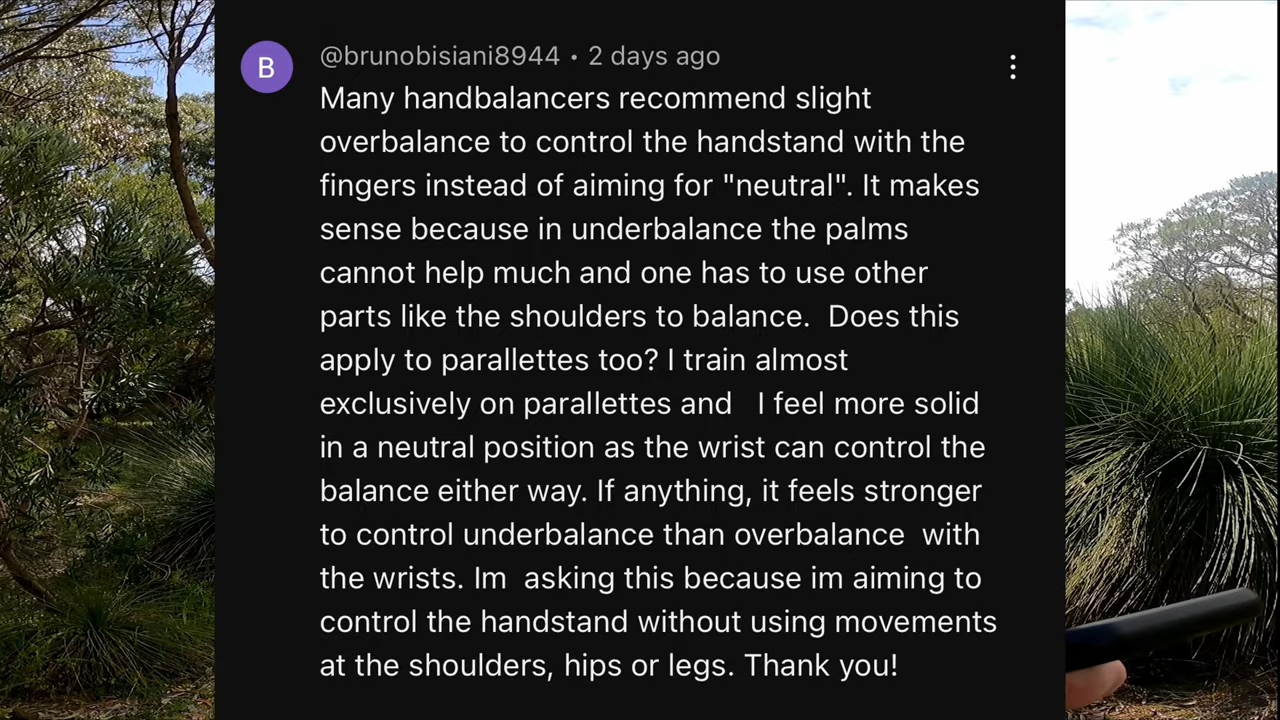 B
@brunobisiani8944 • 2 days ago
Many handbalancers recommend slight
overbalance to control the handstand with the
fingers instead of aiming for "neutral". It makes
sense because in underbalance the palms
cannot help much and one has to use other
parts like the shoulders to balance.  Does this
apply to parallettes too? I train almost
exclusively on parallettes and   I feel more solid
in a neutral position as the wrist can control the
balance either way. If anything, it feels stronger
to control underbalance than overbalance  with
the wrists. Im  asking this because im aiming to
control the handstand without using movements
at the shoulders, hips or legs. Thank you!